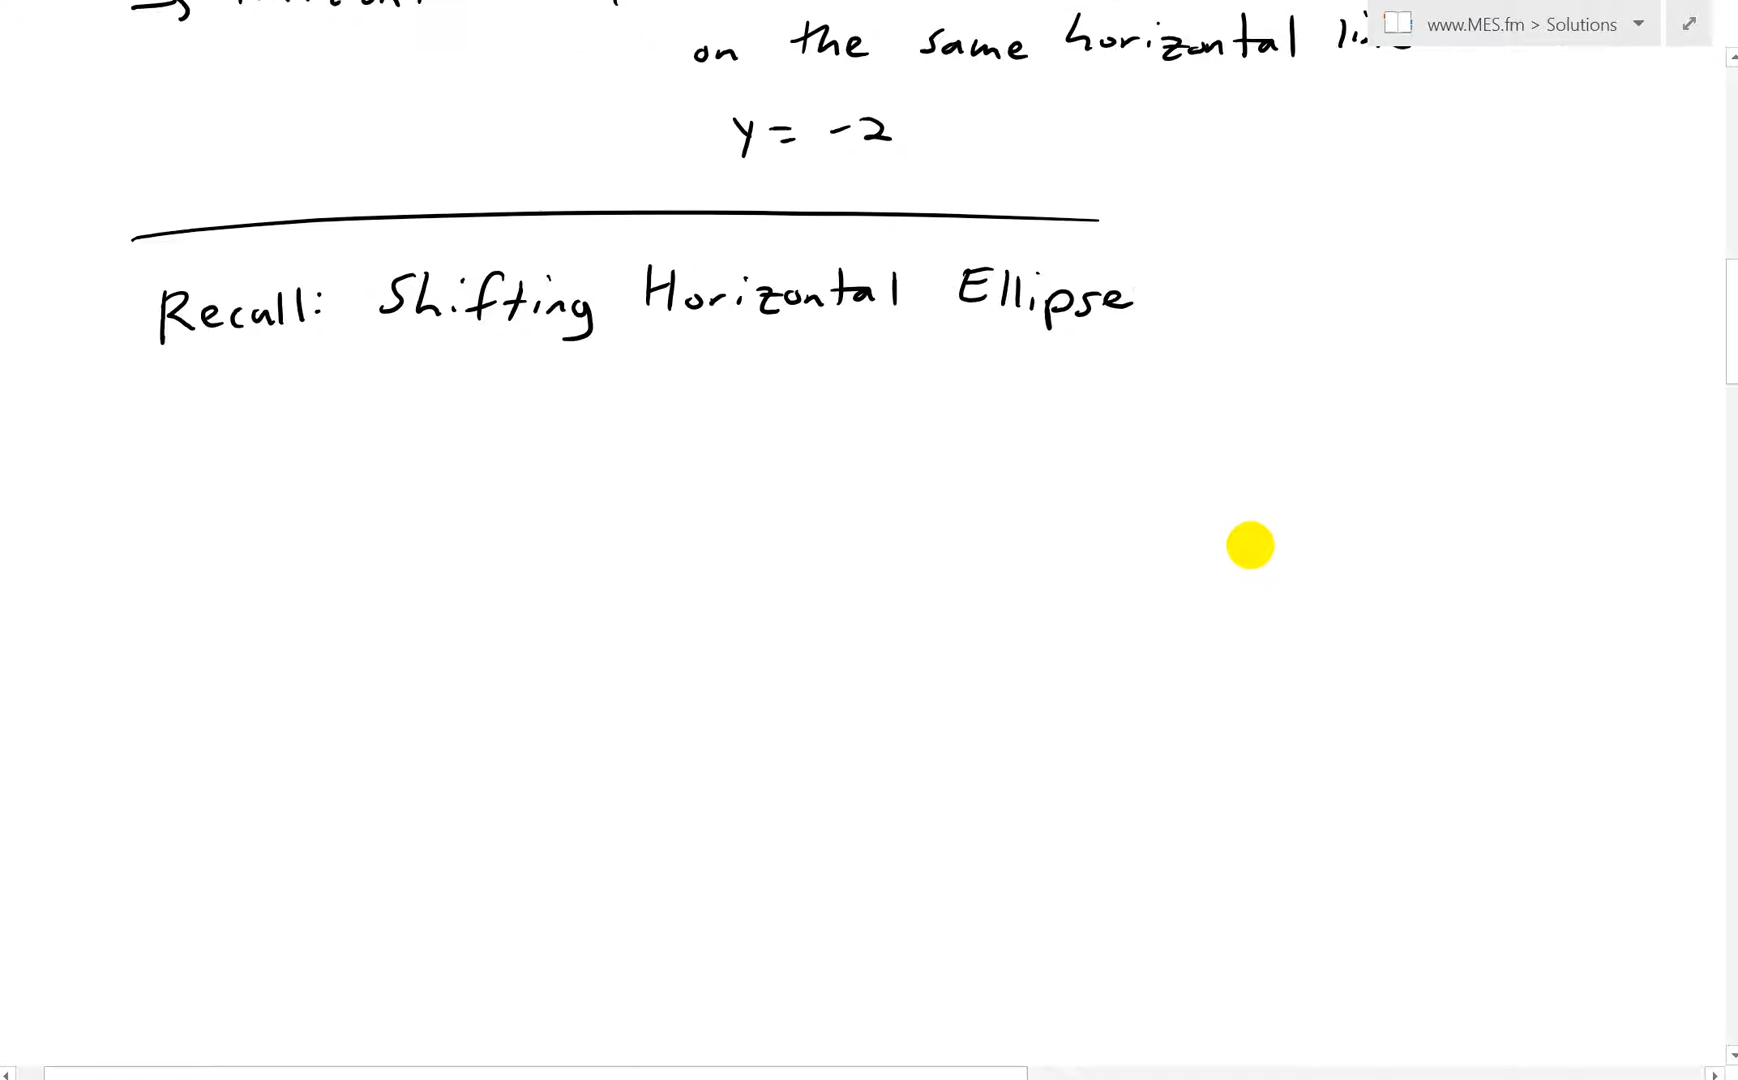 www.MES.fm > Solutions
on the same horizontal
y = -2
Recall: Shifting Horizontal Ellipse